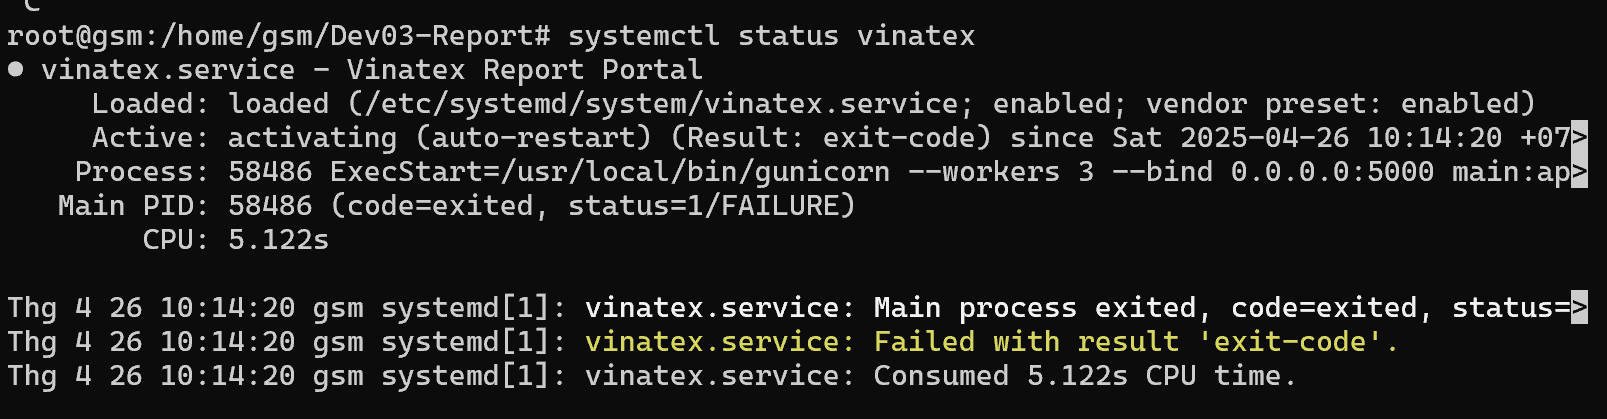 C
root@gsm:/home/gsm/Dev03-Report# systemctl status vinatex
● vinatex.service - Vinatex Report Portal
Loaded: loaded (/etc/systemd/system/vinatex.service; enabled; vendor preset: enabled)
Active: activating (auto-restart) (Result: exit-code) since Sat 2025-04-26 10:14:20 +07>
Process: 58486 ExecStart=/usr/local/bin/gunicorn --workers 3 --bind 0.0.0.0:5000 main:ap>
Main PID: 58486 (code=exited, status=1/FAILURE)
CPU: 5.122s
Thg 4 26 10:14:20 gsm systemd[1]: vinatex.service: Main process exited, code=exited, status=>
Thg 4 26 10:14:20 gsm systemd[1]: vinatex.service: Failed with result 'exit-code'.
Thg 4 26 10:14:20 gsm systemd[1]: vinatex.service: Consumed 5.122s CPU time.